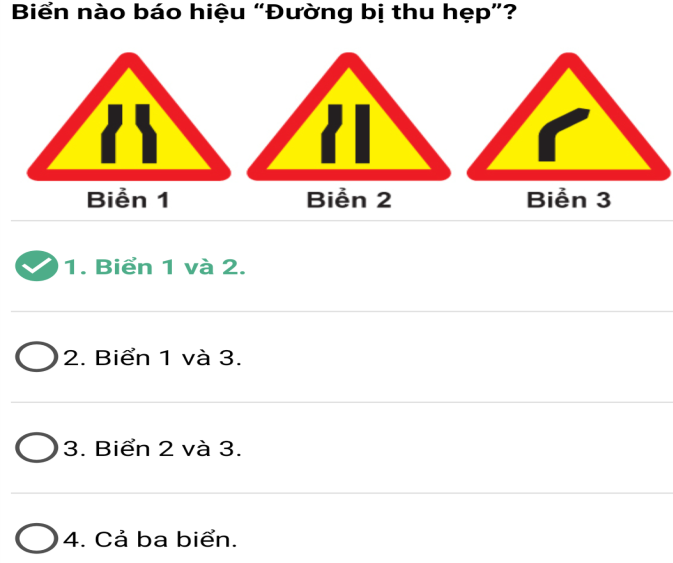 Biển nào báo hiệu “Đường bị thu hẹp”?
Biển 1 Biển 2 Biển 3
1. Biển 1 và 2.
2. Biển 1 và 3.
3. Biển 2 và 3.
4. Cả ba biển.